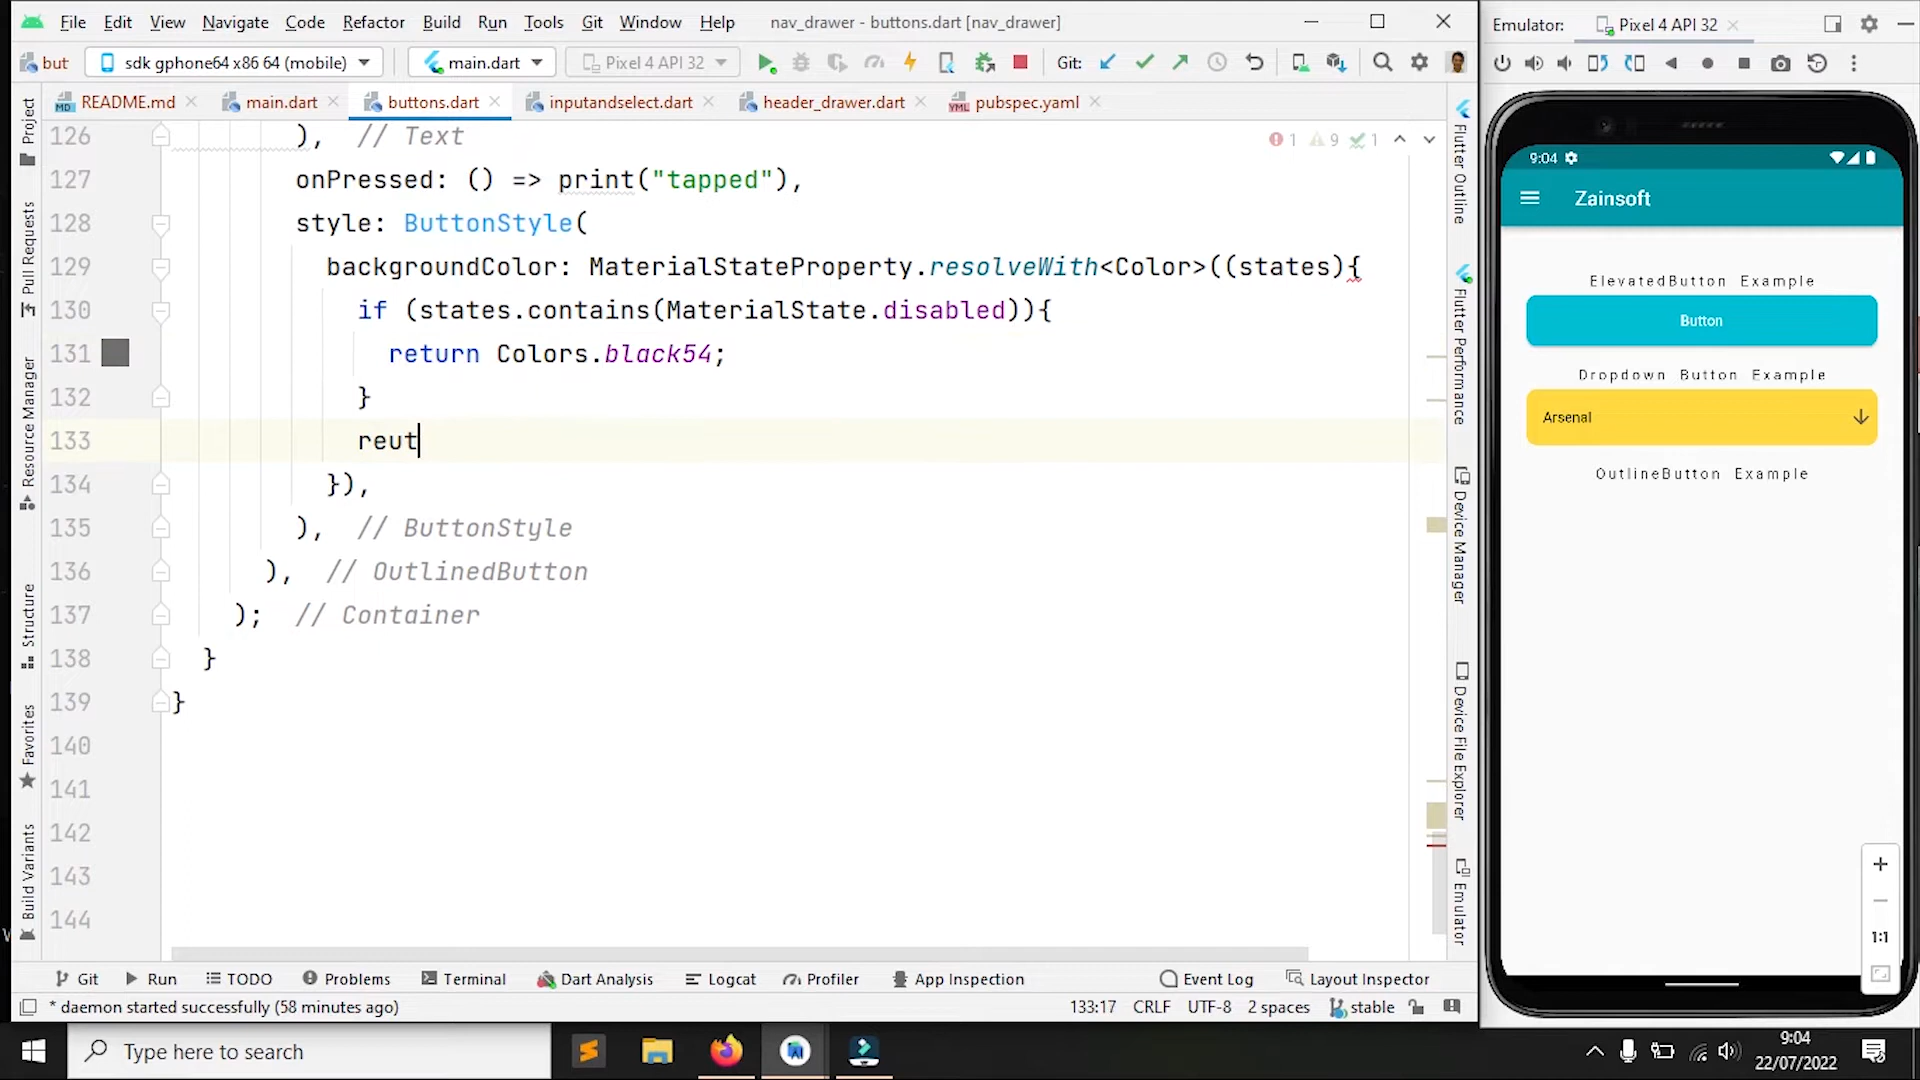 File Edit View Navigate Code Refactor Build Run Tools Git Window Help nav_drawer - buttons.dart [nav_drawer]
but sdk gphone64 x86 64 (mobile) main.dart Pixel 4 API 32 Git:
README.md main.dart buttons.dart inputandselect.dart header_drawer.dart pubspec.yaml
126 ), // Text
1 9 1
127 onPressed: () => print("tapped"),
128 style: ButtonStyle(
129 backgroundColor: MaterialStateProperty.resolveWith<Color>((states){
130 if (states.contains(MaterialState.disabled)){
131 return Colors.black54;
132 }
133 reut
134 }),
135 ), // ButtonStyle
136 ), // OutlinedButton
137 ); // Container
138 }
139 }
140
141
142
143
144
Project
Pull Requests
Resource Manager
Structure
Favorites
Build Variants
Flutter Outline
Flutter Performance
Device Manager
Device File Explorer
Emulator
Git Run TODO Problems Terminal Dart Analysis Logcat Profiler App Inspection Event Log Layout Inspector
* daemon started successfully (58 minutes ago) 133:17 CRLF UTF-8 2 spaces stable
Emulator: Pixel 4 API 32
9:04
Zainsoft
ElevatedButton Example
Button
Dropdown Button Example
Arsenal
OutlineButton Example
1:1
Type here to search
9:04
22/07/2022